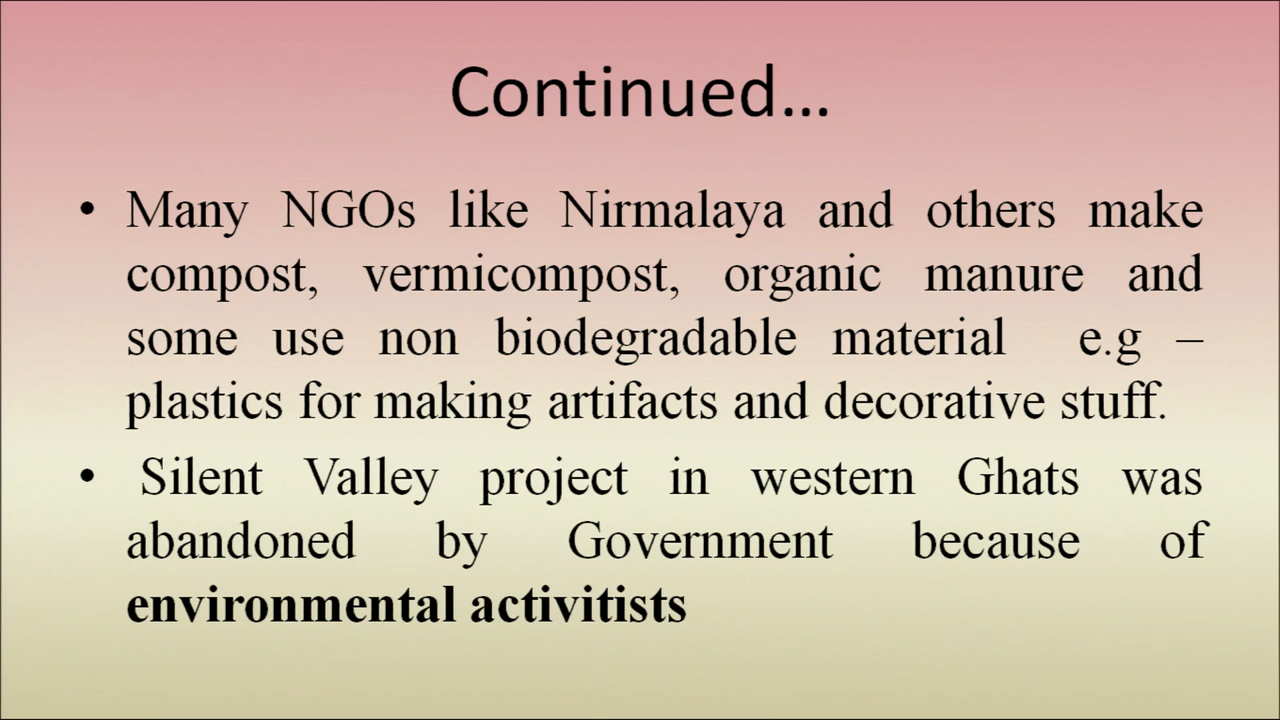 Continued...
• Many NGOs like Nirmalaya and others make
compost, vermicompost, organic manure and
some use non biodegradable material e.g –
plastics for making artifacts and decorative stuff.
• Silent Valley project in western Ghats was
abandoned by Government because of
environmental activitists